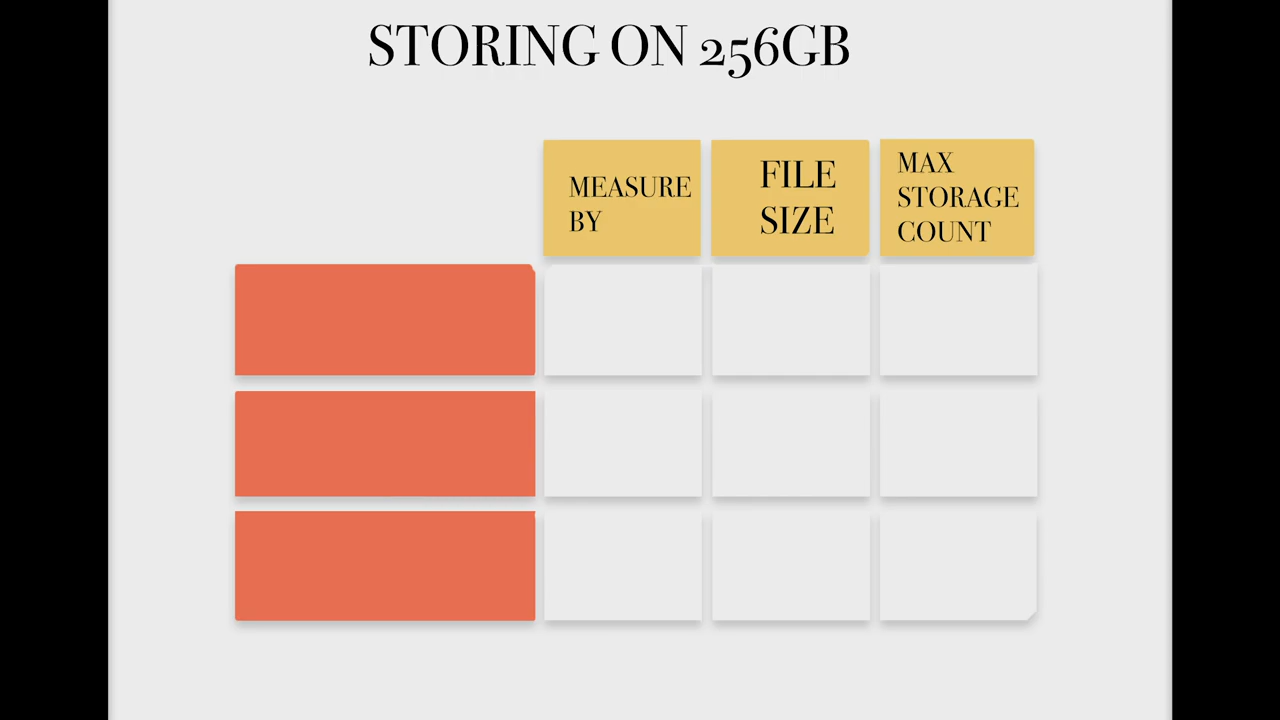 STORING ON 256GB
MEASURE
BY
FILE
SIZE
MAX
STORAGE
COUNT